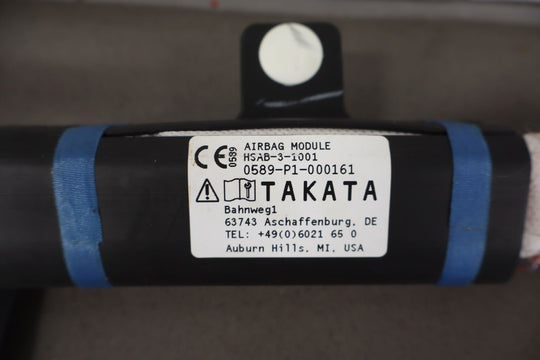 CE 0589 AIRBAG MODULE
HSAB-3-1001
0589-P1-000161
TAKATA
Bahnweg1
63743 Aschaffenburg, DE
TEL: +49(0)6021 65 0
Auburn Hills, MI, USA